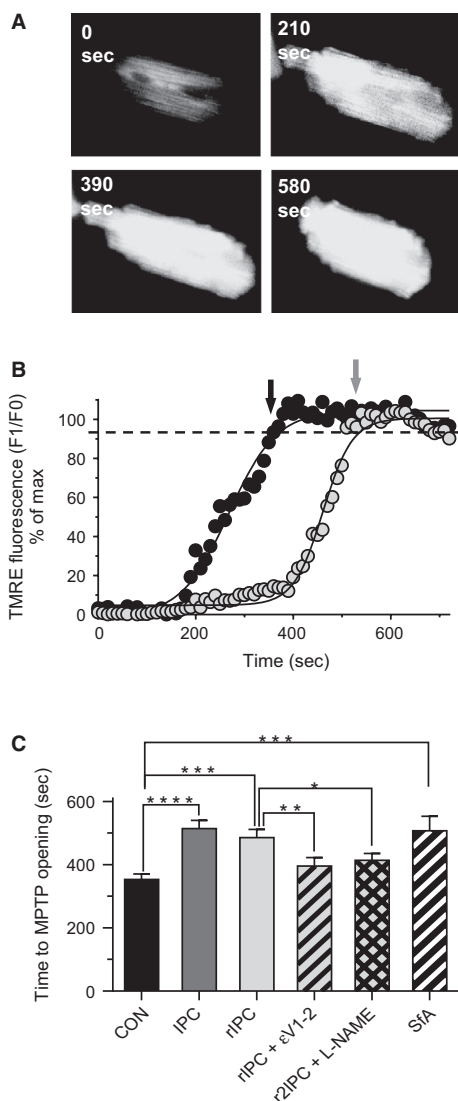 A
0
sec
210
sec
390
sec
580
sec
B
TMRE fluorescence (F1/F0)
% of max
100
80
60
40
20
0
0
200
400
600
Time (sec)
C
Time to MPTP opening (sec)
600
400
200
0
* * *
* * *
*
* * * *
* *
CON
IPC
rIPC
rIPC + εV1-2
r2IPC + L-NAME
SfA